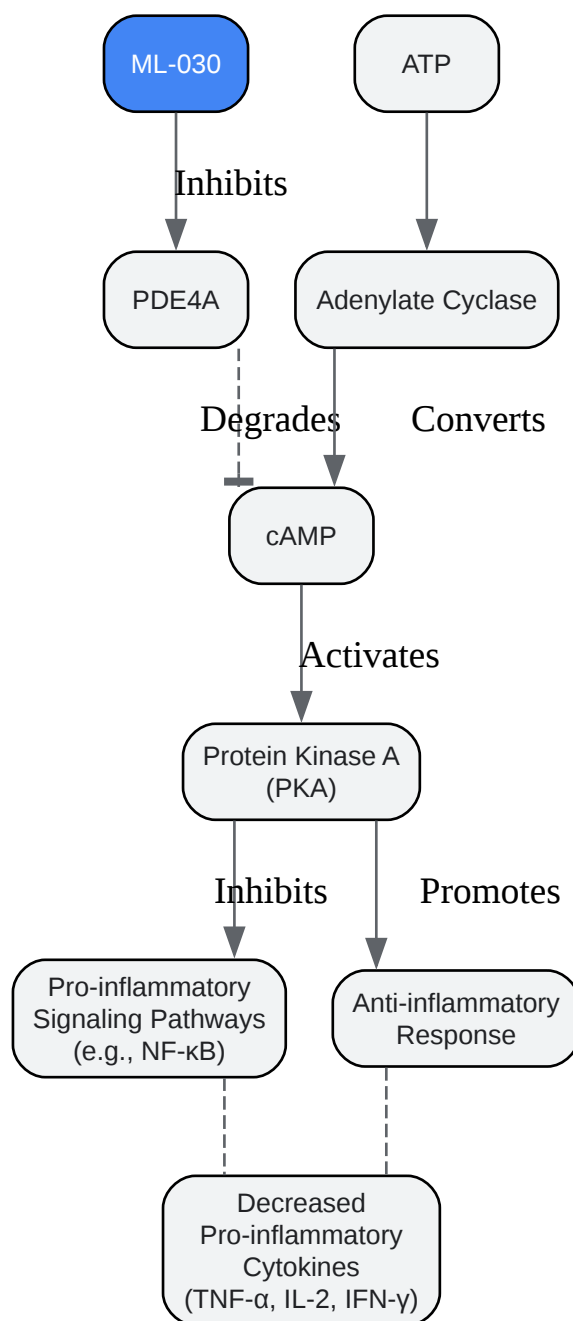 ML-030
ATP
Inhibits
PDE4A
Adenylate Cyclase
Degrades
Converts
cAMP
Activates
Protein Kinase A
(PKA)
Inhibits
Promotes
Pro-inflammatory
Signaling Pathways
(e.g., NF-κB)
Anti-inflammatory
Response
Decreased
Pro-inflammatory
Cytokines
(TNF-α, IL-2, IFN-γ)